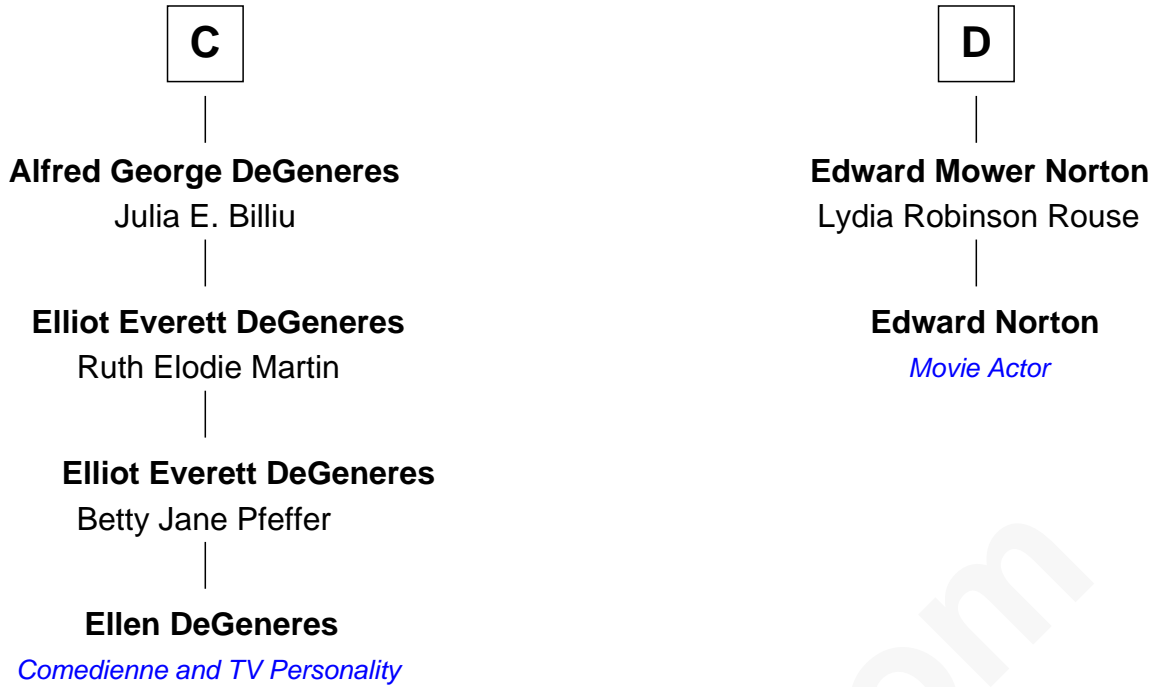 C
Alfred George DeGeneres
Julia E. Billiu
Elliot Everett DeGeneres
Ruth Elodie Martin
Elliot Everett DeGeneres
Betty Jane Pfeffer
Ellen DeGeneres
Comedienne and TV Personality
D
Edward Mower Norton
Lydia Robinson Rouse
Edward Norton
Movie Actor
om